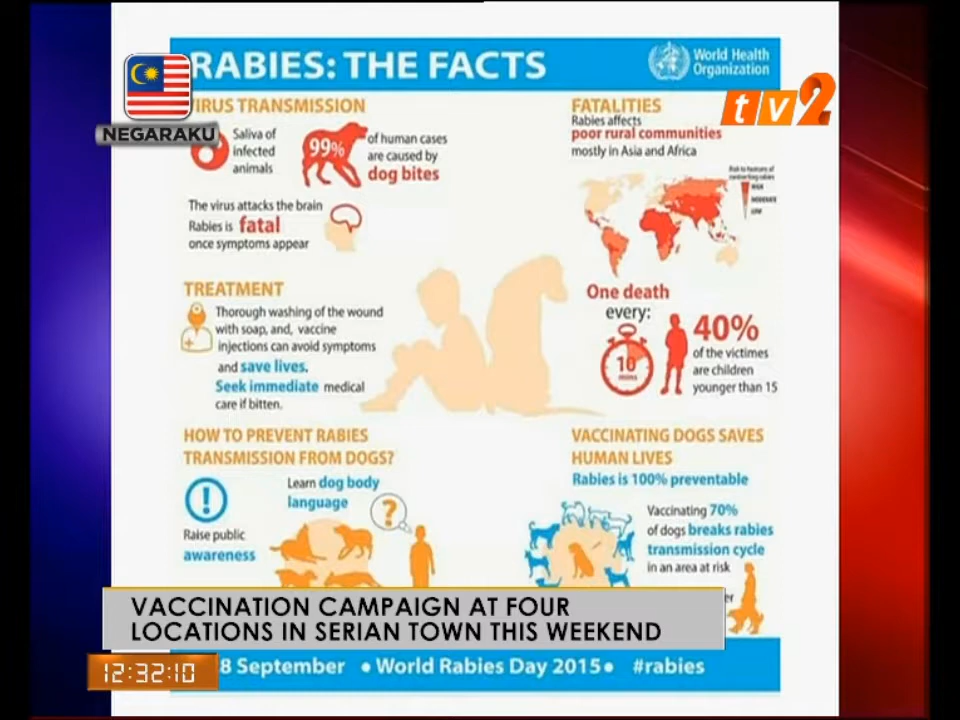 RABIES: THE FACTS
World Health
Organization
NEGARAKU
tv2
VIRUS TRANSMISSION
Saliva of
infected
animals
99%
of human cases
are caused by
dog bites
The virus attacks the brain
Rabies is fatal
once symptoms appear
FATALITIES
Rabies affects
poor rural communities
mostly in Asia and Africa
TREATMENT
Thorough washing of the wound
with soap, and, vaccine
injections can avoid symptoms
and save lives.
Seek immediate medical
care if bitten.
One death
every:
10
mins
40%
of the victims
are children
younger than 15
HOW TO PREVENT RABIES
TRANSMISSION FROM DOGS?
!
Raise public
awareness
Learn dog body
language
?
VACCINATING DOGS SAVES
HUMAN LIVES
Rabies is 100% preventable
Vaccinating 70%
of dogs breaks rabies
transmission cycle
in an area at risk
er
VACCINATION CAMPAIGN AT FOUR
LOCATIONS IN SERIAN TOWN THIS WEEKEND
12:32:10
8 September • World Rabies Day 2015 • #rabies